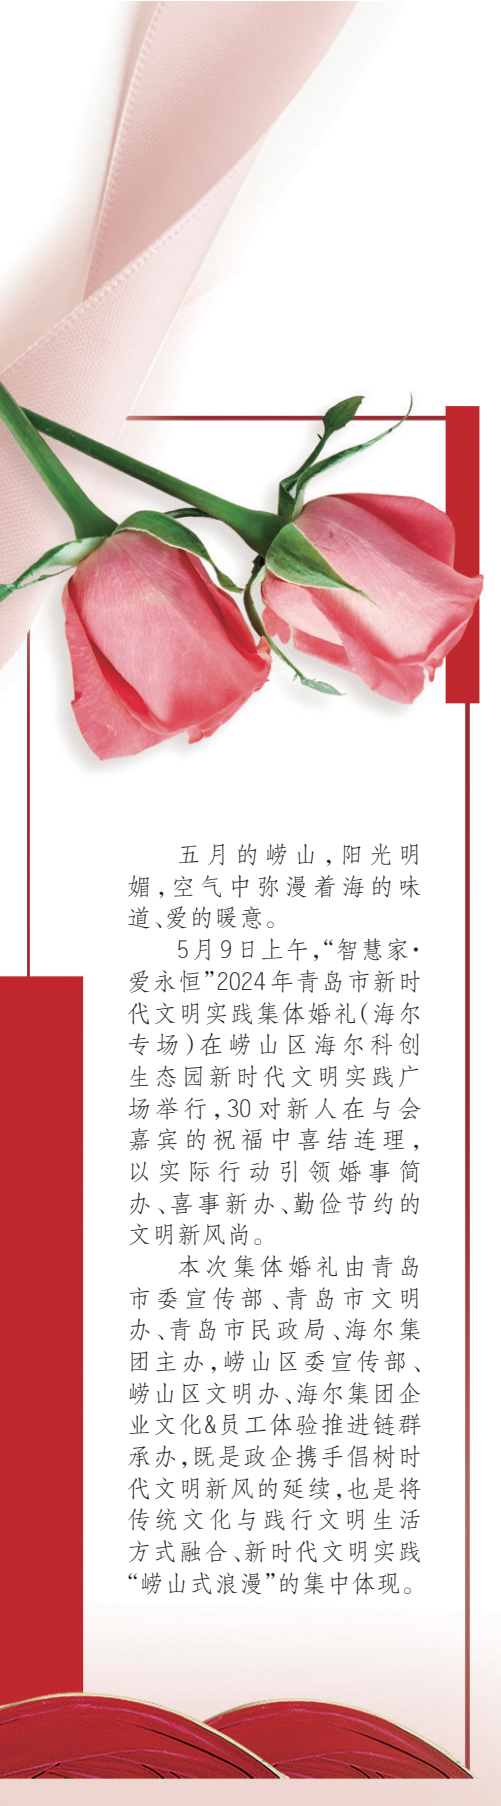 五月的崂山，阳光明
媚，空气中弥漫着海的味
道、爱的暖意。
5月9日上午，“智慧家·
爱永恒”2024年青岛市新时
代文明实践集体婚礼（海尔
专场）在崂山区海尔科创
生态园新时代文明实践广
场举行，30对新人在与会
嘉宾的祝福中喜结连理，
以实际行动引领婚事简
办、喜事新办、勤俭节约的
文明新风尚。
本次集体婚礼由青岛
市委宣传部、青岛市文明
办、青岛市民政局、海尔集
团主办，崂山区委宣传部、
崂山区文明办、海尔集团企
业文化&员工体验推进链群
承办，既是政企携手倡树时
代文明新风的延续，也是将
传统文化与践行文明生活
方式融合、新时代文明实践
“崂山式浪漫”的集中体现。